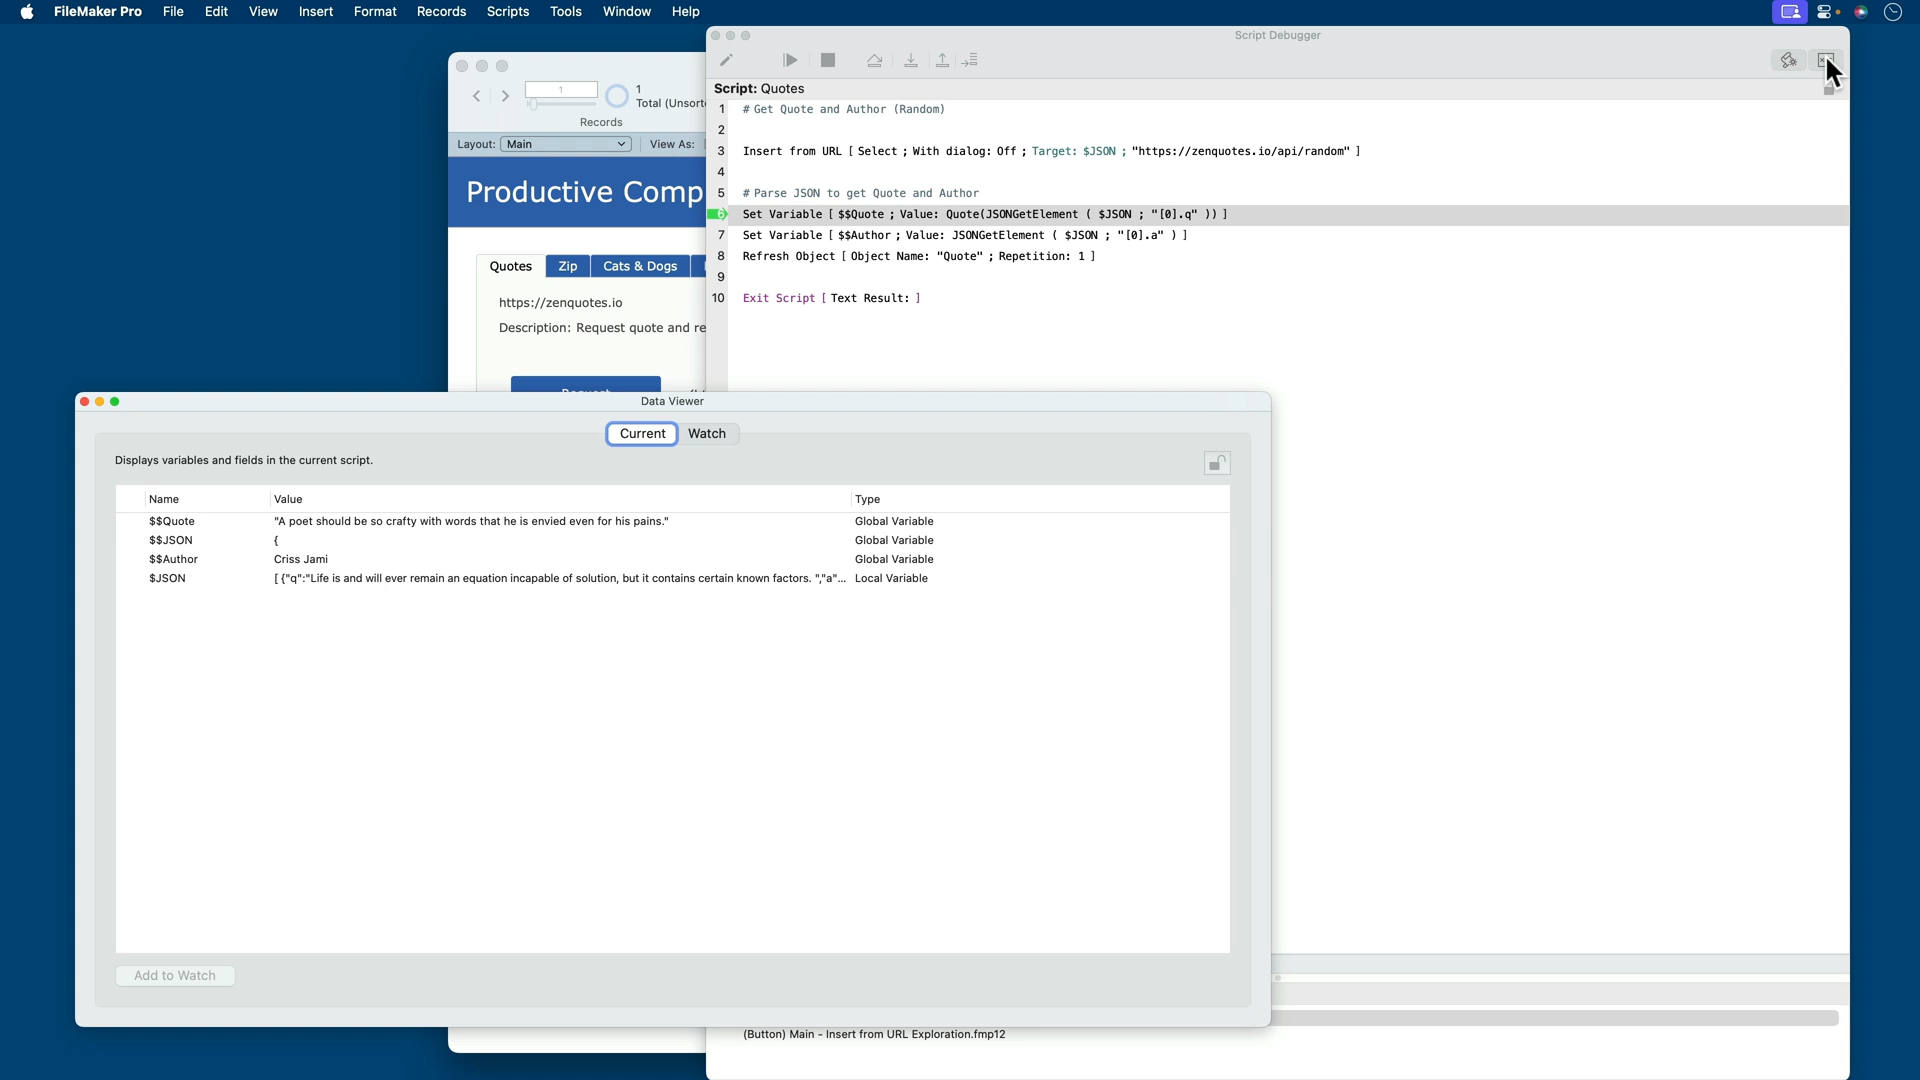 FileMaker Pro File Edit View Insert Format Records Scripts Tools Window Help
Script Debugger
1
1
Total (Unsort
Records
Layout: Main View As:
Productive Comp
Quotes Zip Cats & Dogs
https://zenquotes.io
Description: Request quote and re
Script: Quotes
1 # Get Quote and Author (Random)
2
3 Insert from URL [ Select ; With dialog: Off ; Target: $JSON ; "https://zenquotes.io/api/random" ]
4
5 # Parse JSON to get Quote and Author
6 Set Variable [ $$Quote ; Value: Quote(JSONGetElement ( $JSON ; "[0].q" )) ]
7 Set Variable [ $$Author ; Value: JSONGetElement ( $JSON ; "[0].a" ) ]
8 Refresh Object [ Object Name: "Quote" ; Repetition: 1 ]
9
10 Exit Script [ Text Result: ]
Data Viewer
Current Watch
Displays variables and fields in the current script.
Name Value Type
$$Quote "A poet should be so crafty with words that he is envied even for his pains." Global Variable
$$JSON { Global Variable
$$Author Criss Jami Global Variable
$JSON [ {"q":"Life is and will ever remain an equation incapable of solution, but it contains certain known factors. ","a"... Local Variable
Add to Watch
(Button) Main - Insert from URL Exploration.fmp12